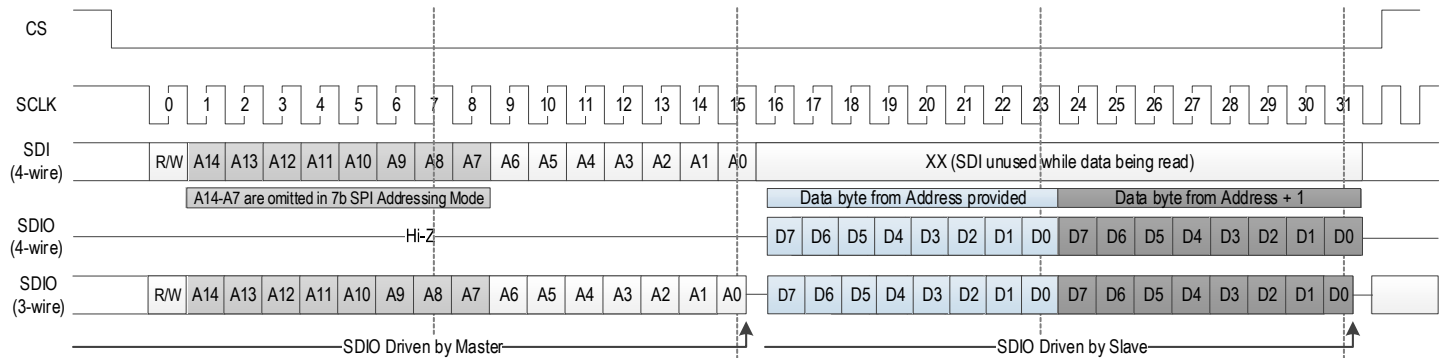 CS
SCLK 0 1 2 3 4 5 6 7 8 9 10 11 12 13 14 15 16 17 18 19 20 21 22 23 24 25 26 27 28 29 30 31
SDI
(4-wire)
R/W A14 A13 A12 A11 A10 A9 A8 A7 A6 A5 A4 A3 A2 A1 A0 XX (SDI unused while data being read)
A14-A7 are omitted in 7b SPI Addressing Mode Data byte from Address provided Data byte from Address + 1
SDIO
(4-wire)
Hi-Z D7 D6 D5 D4 D3 D2 D1 D0 D7 D6 D5 D4 D3 D2 D1 D0
SDIO
(3-wire)
R/W A14 A13 A12 A11 A10 A9 A8 A7 A6 A5 A4 A3 A2 A1 A0 D7 D6 D5 D4 D3 D2 D1 D0 D7 D6 D5 D4 D3 D2 D1 D0
SDIO Driven by Master SDIO Driven by Slave